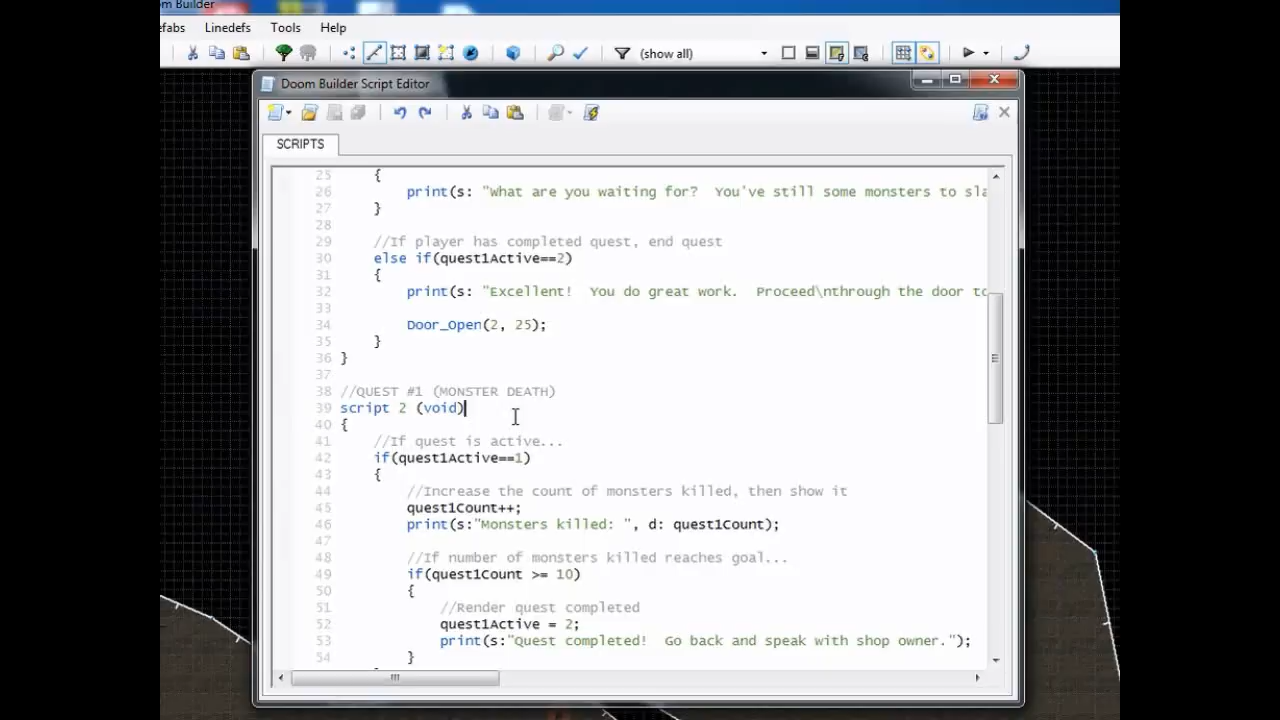 om Builder
efabs Linedefs Tools Help
(show all)
Doom Builder Script Editor
SCRIPTS
25 {
26 print(s: "What are you waiting for?  You've still some monsters to sla
27 }
28
29 //If player has completed quest, end quest
30 else if(quest1Active==2)
31 {
32 print(s: "Excellent!  You do great work.  Proceed\nthrough the door to
33
34 Door_Open(2, 25);
35 }
36 }
37
38 //QUEST #1 (MONSTER DEATH)
39 script 2 (void)
40 {
41 //If quest is active...
42 if(quest1Active==1)
43 {
44 //Increase the count of monsters killed, then show it
45 quest1Count++;
46 print(s:"Monsters killed: ", d: quest1Count);
47
48 //If number of monsters killed reaches goal...
49 if(quest1Count >= 10)
50 {
51 //Render quest completed
52 quest1Active = 2;
53 print(s:"Quest completed!  Go back and speak with shop owner.");
54 }